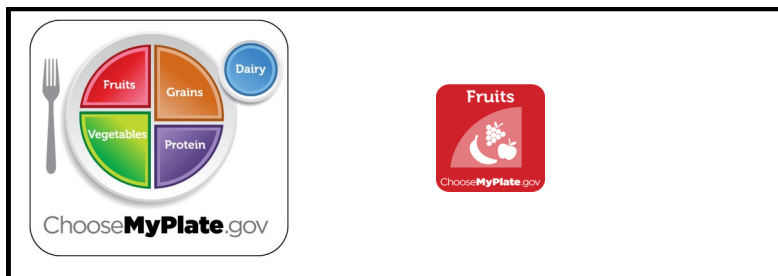 Fruits
Grains
Dairy
Vegetables
Protein
ChooseMyPlate.gov
Fruits
ChooseMyPlate.gov